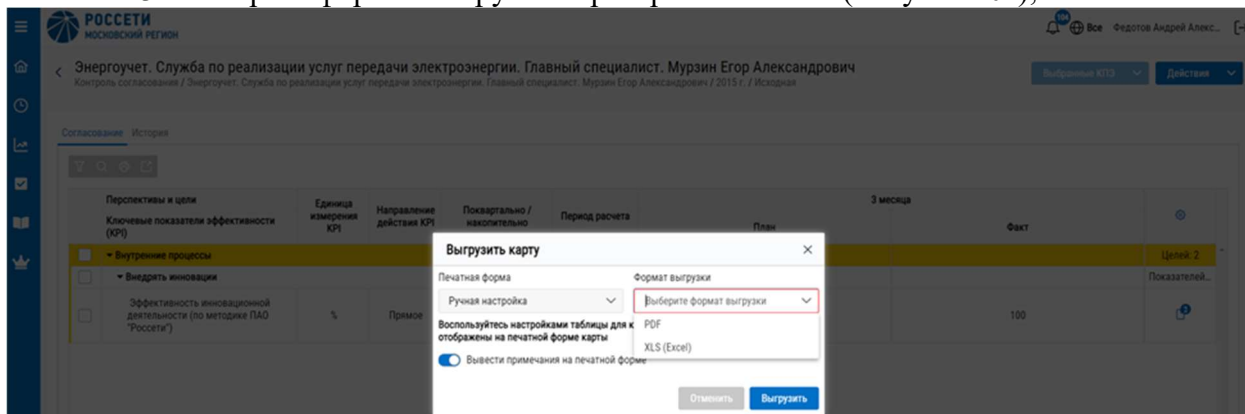 РОССЕТИ
МОСКОВСКИЙ РЕГИОН
Все Федотов Андрей Алекс...
Энергоучет. Служба по реализации услуг передачи электроэнергии. Главный специалист. Мурзин Егор Александрович
Контроль согласования / Энергоучет. Служба по реализации услуг передачи электроэнергии. Главный специалист. Мурзин Егор Александрович / 2015 г. / Исходная
Выбранные КПЭ
Действия
Согласование История
Перспективы и цели
Ключевые показатели эффективности (KPI)
Единица измерения KPI
Направление действия KPI
Поквартально / накопительно
Период расчета
3 месяца
План
Факт
Внутренние процессы
Целей: 2
Внедрять инновации
Показателей...
Эффективность инновационной деятельности (по методике ПАО "Россети")
%
Прямое
100
Выгрузить карту
Печатная форма
Формат выгрузки
Ручная настройка
Выберите формат выгрузки
PDF
XLS (Excel)
Воспользуйтесь настройками таблицы для к
отображены на печатной форме карты
Вывести примечания на печатной форме
Отменить
Выгрузить